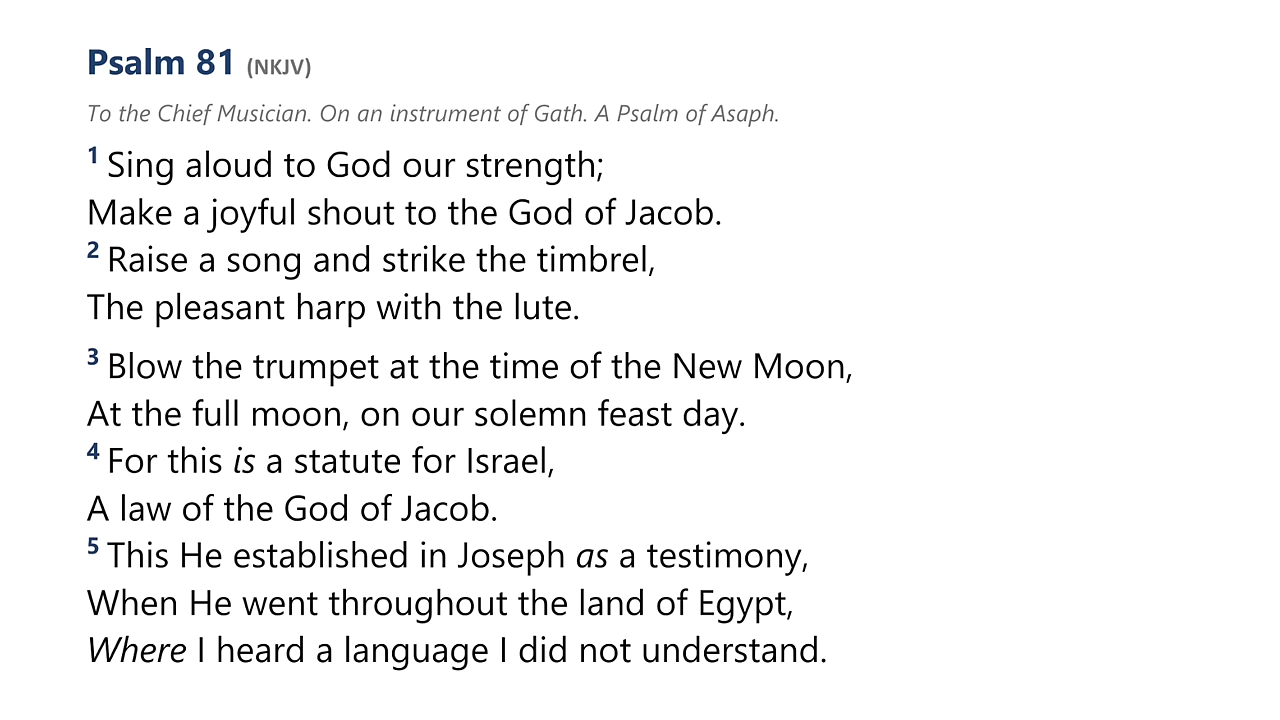 Psalm 81 (NKJV)
To the Chief Musician. On an instrument of Gath. A Psalm of Asaph.
1 Sing aloud to God our strength;
Make a joyful shout to the God of Jacob.
2 Raise a song and strike the timbrel,
The pleasant harp with the lute.
3 Blow the trumpet at the time of the New Moon,
At the full moon, on our solemn feast day.
4 For this is a statute for Israel,
A law of the God of Jacob.
5 This He established in Joseph as a testimony,
When He went throughout the land of Egypt,
Where I heard a language I did not understand.